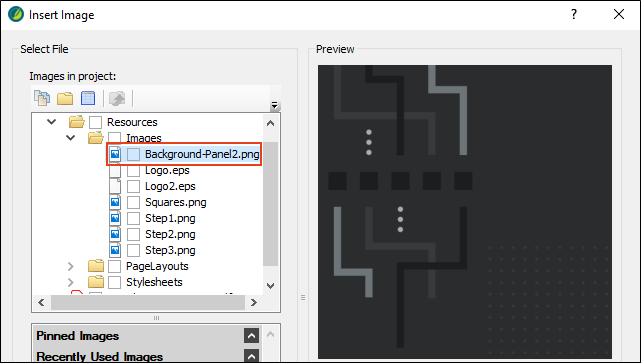 Insert Image
?
Select File
Preview
Images in project:
Resources
Images
Background-Panel2.png
Logo.eps
Logo2.eps
Squares.png
Step1.png
Step2.png
Step3.png
PageLayouts
Stylesheets
Pinned Images
Recently Used Images